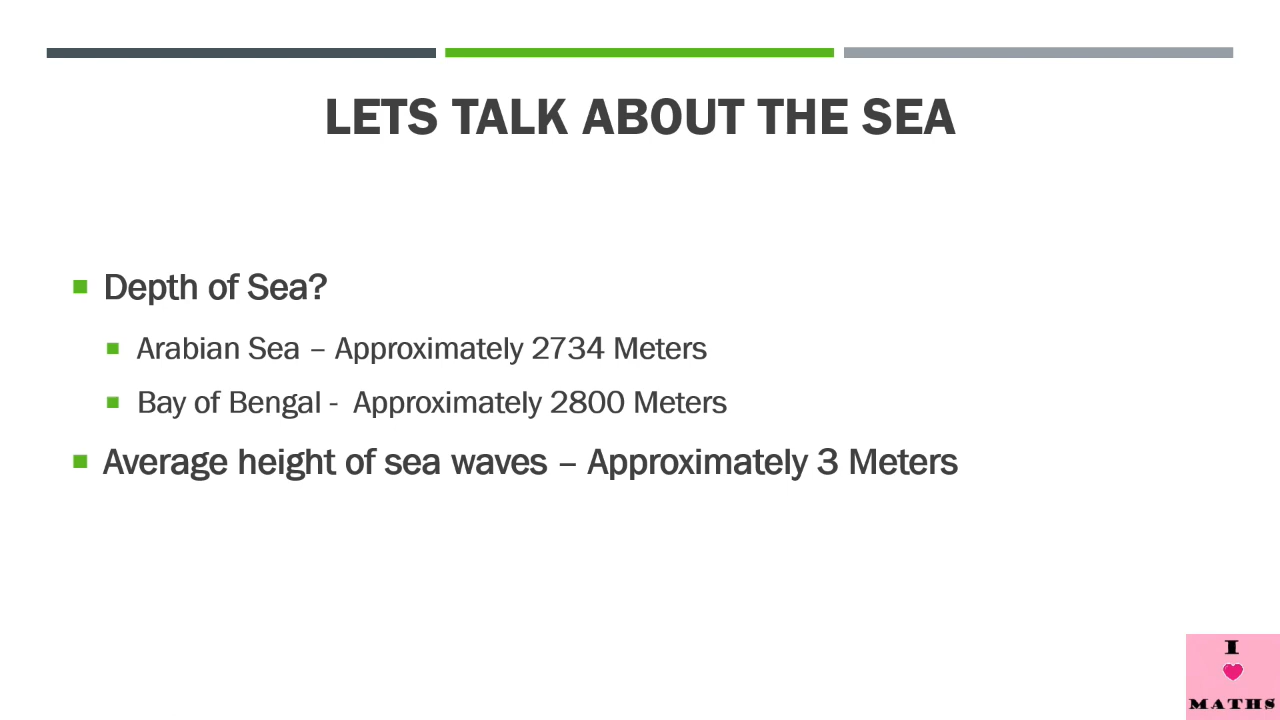 LETS TALK ABOUT THE SEA
Depth of Sea?
Arabian Sea – Approximately 2734 Meters
Bay of Bengal - Approximately 2800 Meters
Average height of sea waves – Approximately 3 Meters
I
MATHS